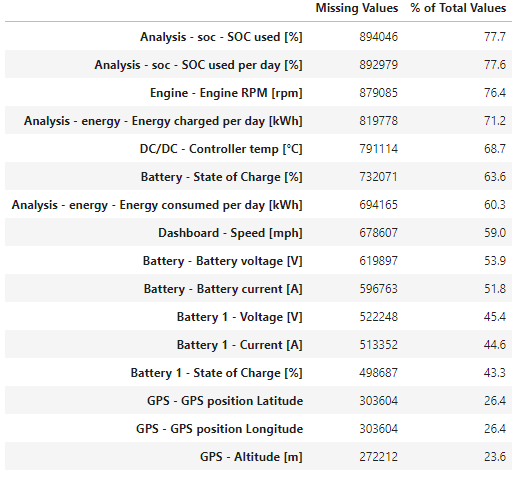 Missing Values % of Total Values
Analysis - soc - SOC used [%] 894046 77.7
Analysis - soc - SOC used per day [%] 892979 77.6
Engine - Engine RPM [rpm] 879085 76.4
Analysis - energy - Energy charged per day [kWh] 819778 71.2
DC/DC - Controller temp [°C] 791114 68.7
Battery - State of Charge [%] 732071 63.6
Analysis - energy - Energy consumed per day [kWh] 694165 60.3
Dashboard - Speed [mph] 678607 59.0
Battery - Battery voltage [V] 619897 53.9
Battery - Battery current [A] 596763 51.8
Battery 1 - Voltage [V] 522248 45.4
Battery 1 - Current [A] 513352 44.6
Battery 1 - State of Charge [%] 498687 43.3
GPS - GPS position Latitude 303604 26.4
GPS - GPS position Longitude 303604 26.4
GPS - Altitude [m] 272212 23.6